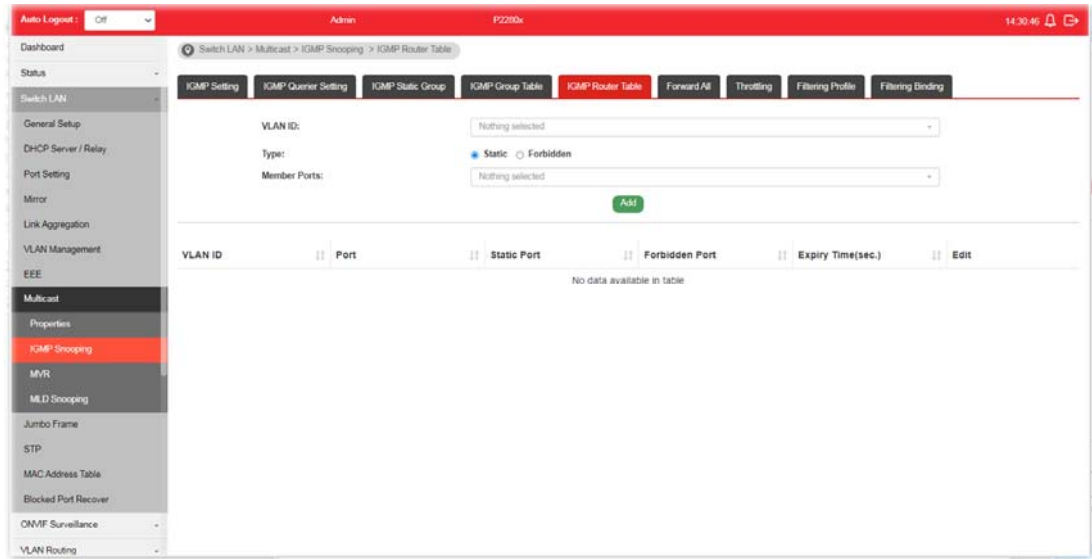 Auto Logout : Off Admin P2280x 14:30:46
Dashboard
Status
Switch LAN
General Setup
DHCP Server / Relay
Port Setting
Mirror
Link Aggregation
VLAN Management
EEE
Multicast
Properties
IGMP Snooping
MVR
MLD Snooping
Jumbo Frame
STP
MAC Address Table
Blocked Port Recover
ONVIF Surveillance
VLAN Routing
Switch LAN > Multicast > IGMP Snooping > IGMP Router Table
IGMP Setting IGMP Querier Setting IGMP Static Group IGMP Group Table IGMP Router Table Forward All Throttling Filtering Profile Filtering Binding
VLAN ID: Nothing selected
Type: Static Forbidden
Member Ports: Nothing selected
Add
VLAN ID Port Static Port Forbidden Port Expiry Time(sec.) Edit
No data available in table